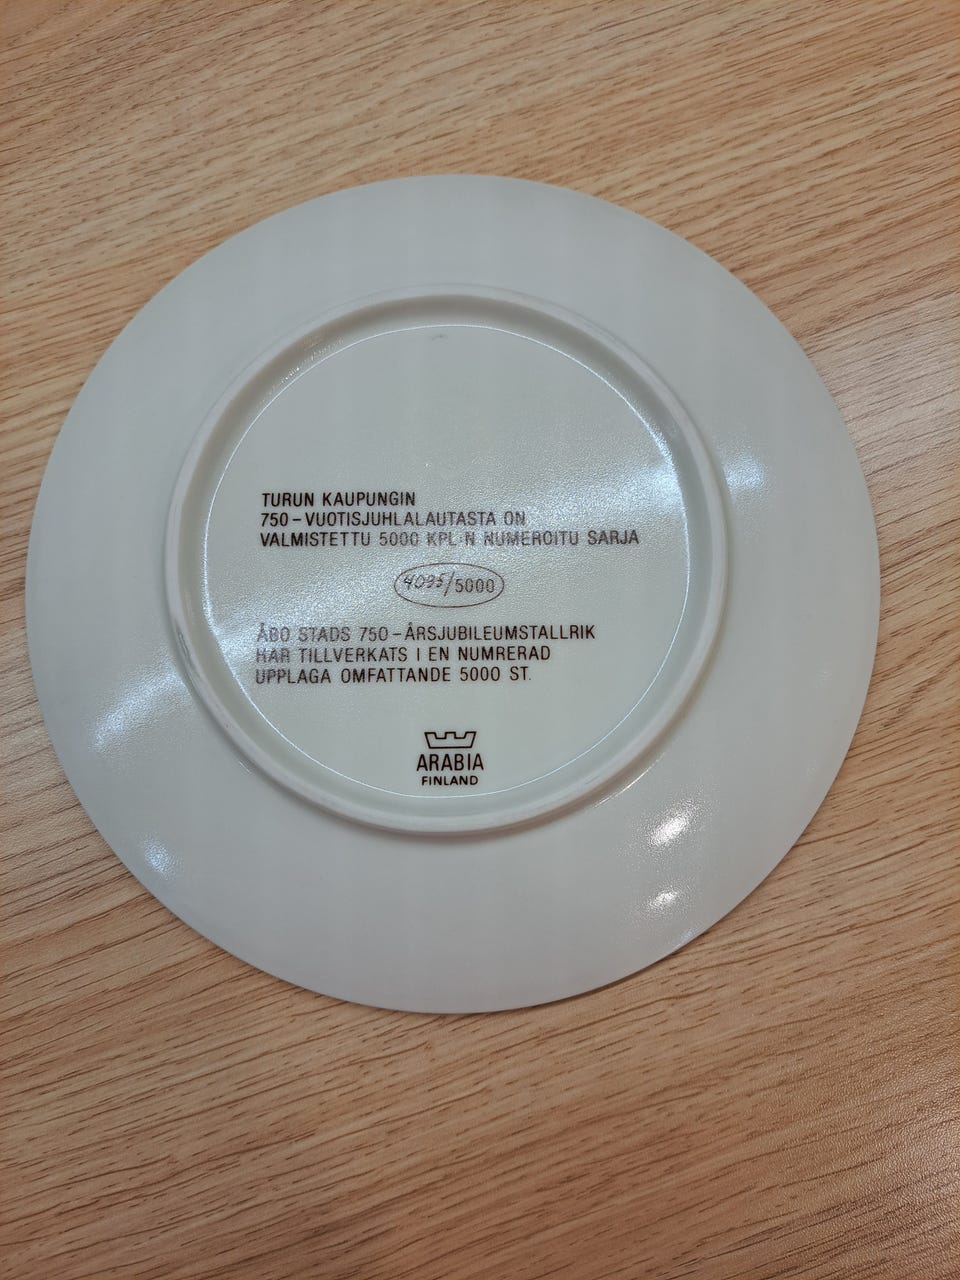 TURUN KAUPUNGIN
750-VUOTISJUHLALAUTASTA ON
VALMISTETTU 5000 KPL N NUMEROITU SARJA
4095/5000
ÅBO STADS 750-ÅRSJUBILEUMSTALLRIK
HAR TILLVERKATS I EN NUMRERAD
UPPLAGA OMFATTANDE 5000 ST.
ARABIA
FINLAND